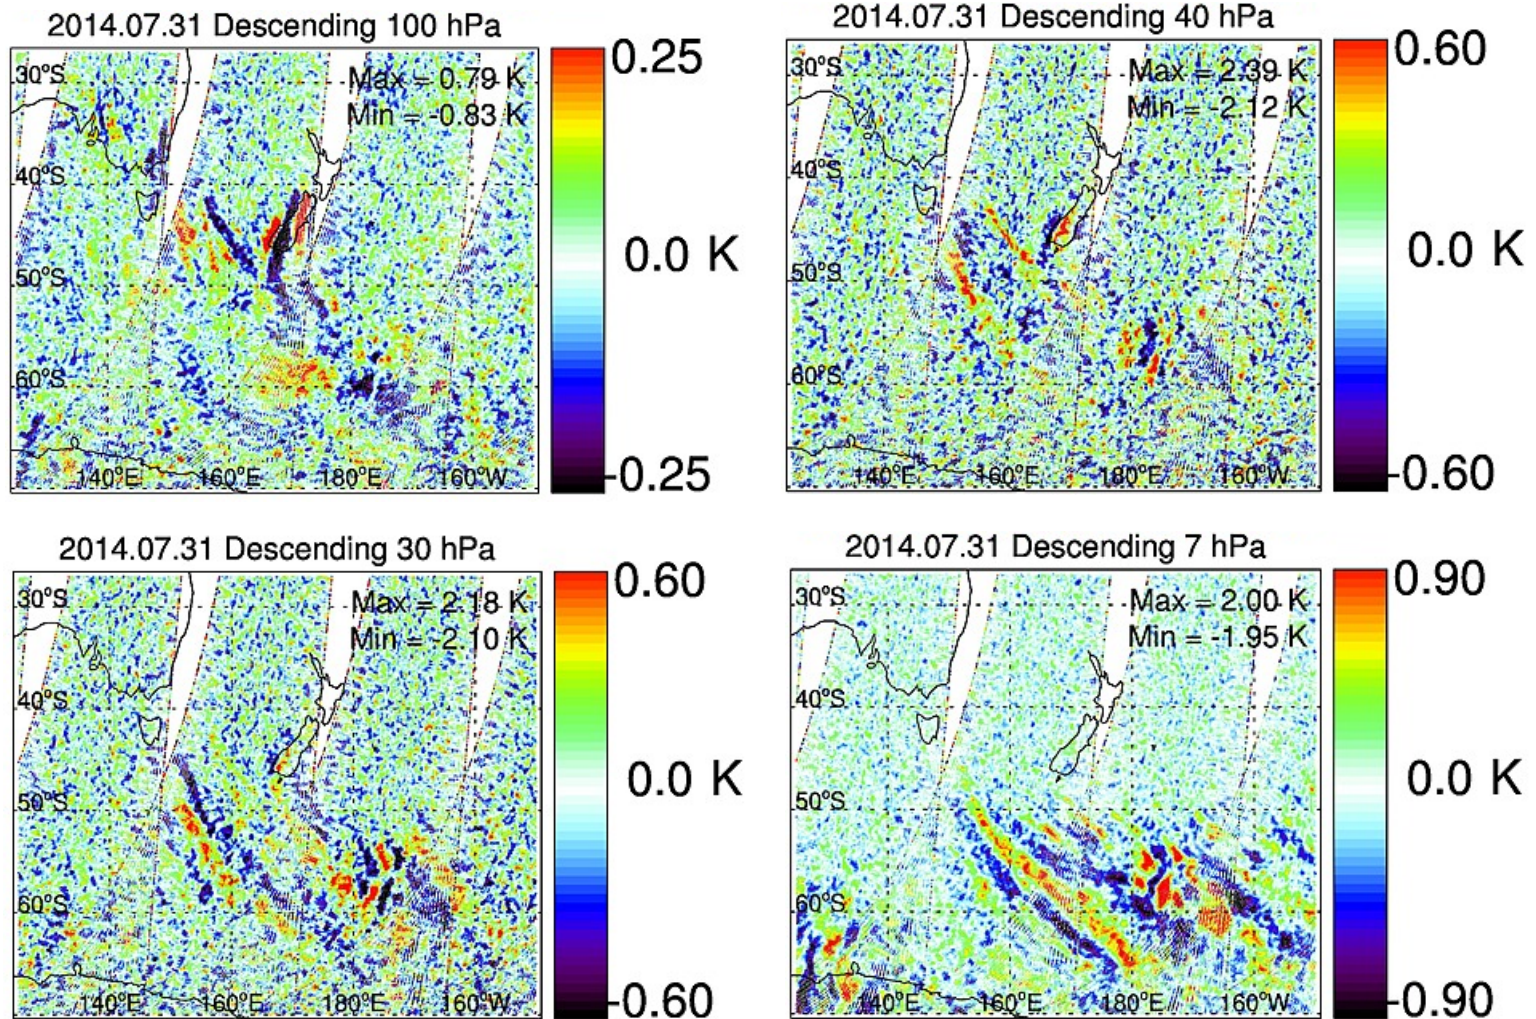 2014.07.31 Descending 100 hPa
Max = 0.79 K
Min = -0.83 K
30°S
40°S
50°S
60°S
140°E 160°E 180°E 160°W
0.25
0.0 K
-0.25
2014.07.31 Descending 40 hPa
Max = 2.39 K
Min = -2.12 K
30°S
40°S
50°S
60°S
140°E 160°E 180°E 160°W
0.60
0.0 K
-0.60
2014.07.31 Descending 30 hPa
Max = 2.18 K
Min = -2.10 K
30°S
40°S
50°S
60°S
140°E 160°E 180°E 160°W
0.60
0.0 K
-0.60
2014.07.31 Descending 7 hPa
Max = 2.00 K
Min = -1.95 K
30°S
40°S
50°S
60°S
140°E 160°E 180°E 160°W
0.90
0.0 K
-0.90